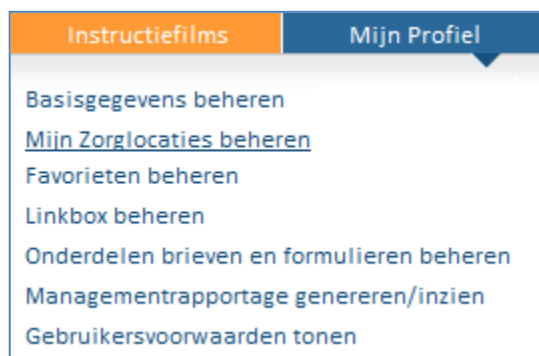 Instructiefilms Mijn Profiel
Basisgegevens beheren
Mijn Zorglocaties beheren
Favorieten beheren
Linkbox beheren
Onderdelen brieven en formulieren beheren
Managementrapportage genereren/inzien
Gebruikersvoorwaarden tonen